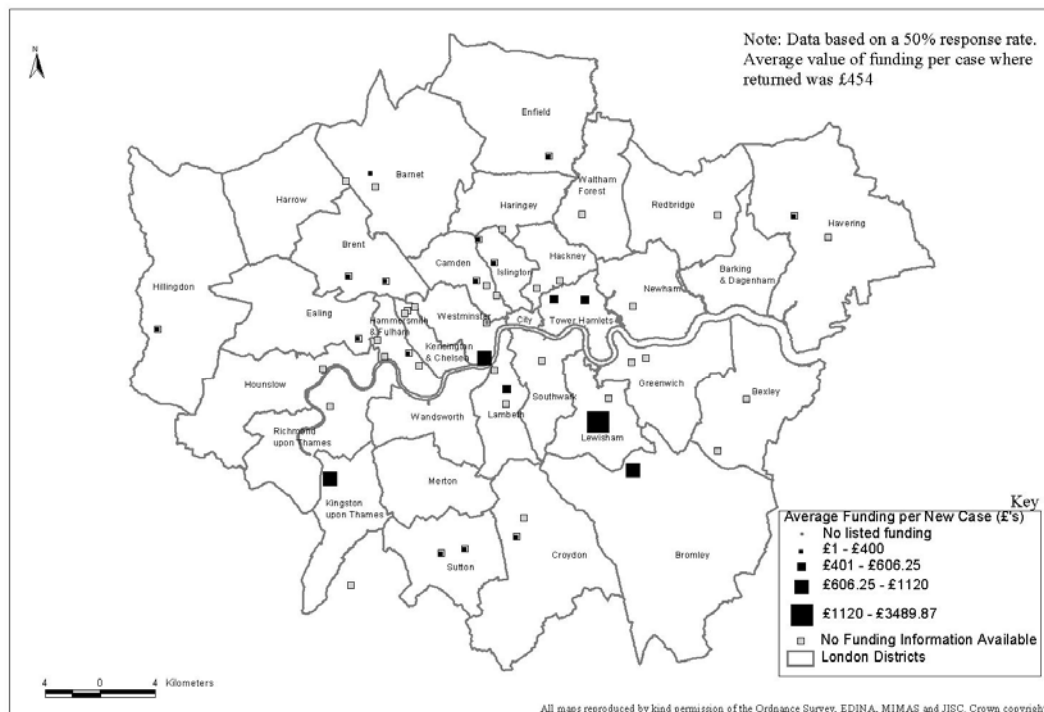 N
Note: Data based on a 50% response rate.
Average value of funding per case where
returned was £454
Enfield
Barnet
Harrow
Waltham
Forest
Redbridge
Haringey
Havering
Brent
Camden
Islington
Hackney
Barking
& Dagenham
Hillingdon
Newham
Ealing
Westminster
City
Tower Hamlets
Hammersmith
& Fulham
Kensington
& Chelsea
Hounslow
Greenwich
Bexley
Southwark
Lambeth
Wandsworth
Richmond
upon Thames
Lewisham
Merton
Kingston
upon Thames
Sutton
Croydon
Bromley
Key
Average Funding per New Case (£'s)
No listed funding
£1 - £400
£401 - £606.25
£606.25 - £1120
£1120 - £3489.87
No Funding Information Available
London Districts
4 0 4 Kilometers
All maps reproduced by kind permission of the Ordnance Survey, EDINA, MIMAS and JISC. Crown copyright